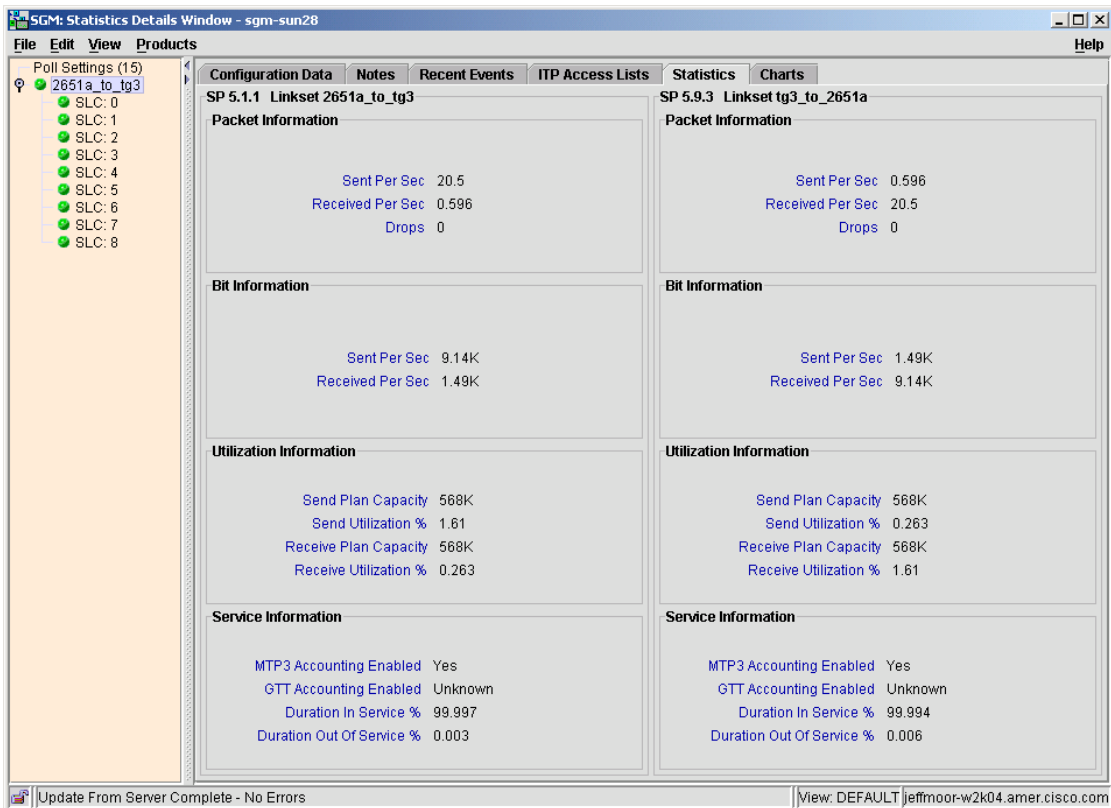 SGM: Statistics Details Window - sgm-sun28
File Edit View Products Help
Poll Settings (15)
2651a_to_tg3
SLC: 0
SLC: 1
SLC: 2
SLC: 3
SLC: 4
SLC: 5
SLC: 6
SLC: 7
SLC: 8
Configuration Data Notes Recent Events ITP Access Lists Statistics Charts
SP 5.1.1 Linkset 2651a_to_tg3
Packet Information
Sent Per Sec 20.5
Received Per Sec 0.596
Drops 0
Bit Information
Sent Per Sec 9.14K
Received Per Sec 1.49K
Utilization Information
Send Plan Capacity 568K
Send Utilization % 1.61
Receive Plan Capacity 568K
Receive Utilization % 0.263
Service Information
MTP3 Accounting Enabled Yes
GTT Accounting Enabled Unknown
Duration In Service % 99.997
Duration Out Of Service % 0.003
SP 5.9.3 Linkset tg3_to_2651a
Packet Information
Sent Per Sec 0.596
Received Per Sec 20.5
Drops 0
Bit Information
Sent Per Sec 1.49K
Received Per Sec 9.14K
Utilization Information
Send Plan Capacity 568K
Send Utilization % 0.263
Receive Plan Capacity 568K
Receive Utilization % 1.61
Service Information
MTP3 Accounting Enabled Yes
GTT Accounting Enabled Unknown
Duration In Service % 99.994
Duration Out Of Service % 0.006
Update From Server Complete - No Errors
View: DEFAULT
jeffmoor-w2k04.amer.cisco.com